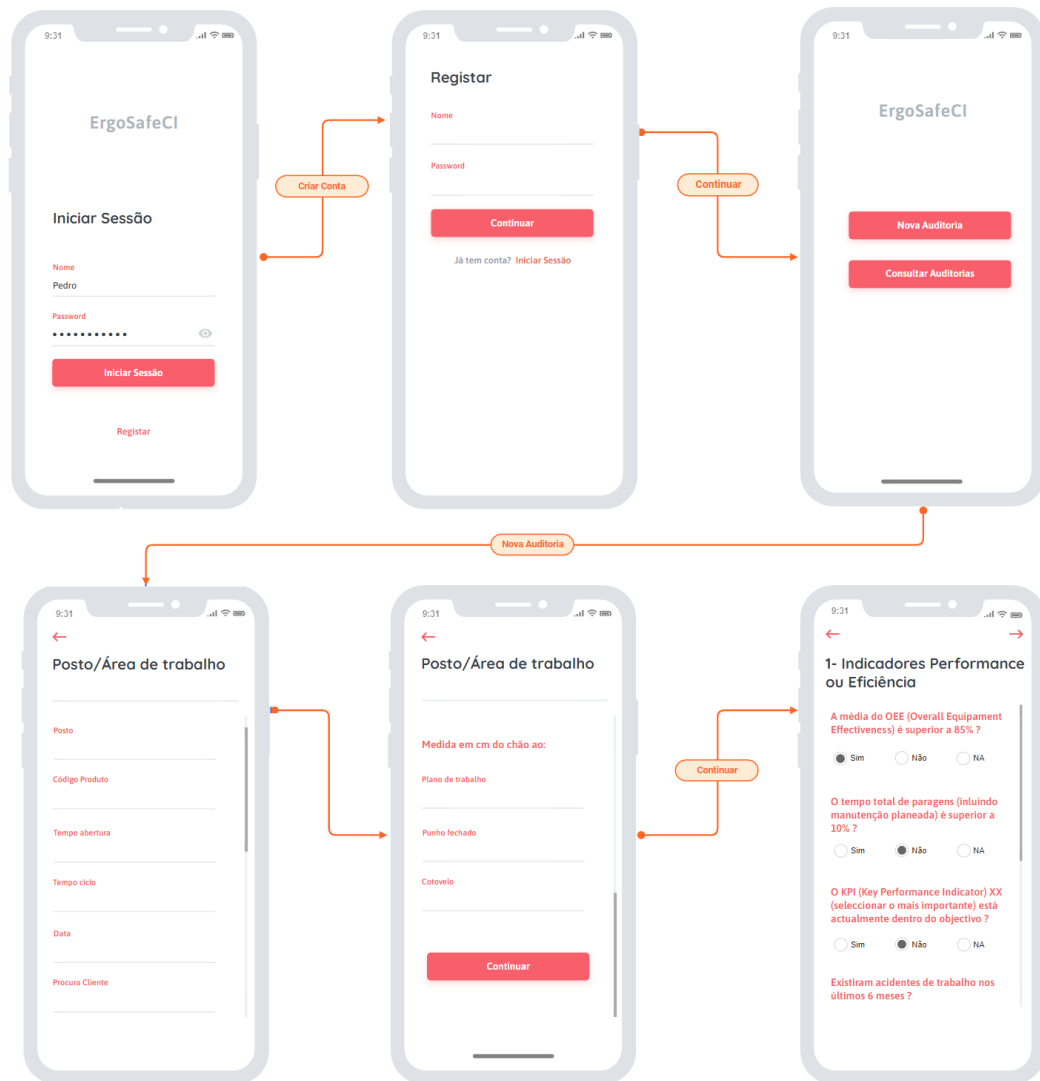 9:31
ErgoSafeCI
Iniciar Sessão
Nome
Pedro
Password
Iniciar Sessão
Registar
Criar Conta
9:31
Registar
Nome
Password
Continuar
Já tem conta? Iniciar Sessão
Continuar
9:31
ErgoSafeCI
Nova Auditoria
Consultar Auditorias
Nova Auditoria
9:31
Posto/Área de trabalho
Posto
Código Produto
Tempo abertura
Tempo ciclo
Data
Procura Cliente
9:31
Posto/Área de trabalho
Medida em cm do chão ao:
Plano de trabalho
Punho fechado
Cotovelo
Continuar
Continuar
9:31
1- Indicadores Performance
ou Eficiência
A média do OEE (Overall Equipament
Effectiveness) é superior a 85% ?
Sim Não NA
O tempo total de paragens (inluindo
manutenção planeada) é superior a
10% ?
Sim Não NA
O KPI (Key Performance Indicator) XX
(seleccionar o mais importante) está
actualmente dentro do objectivo ?
Sim Não NA
Existiram acidentes de trabalho nos
últimos 6 meses ?